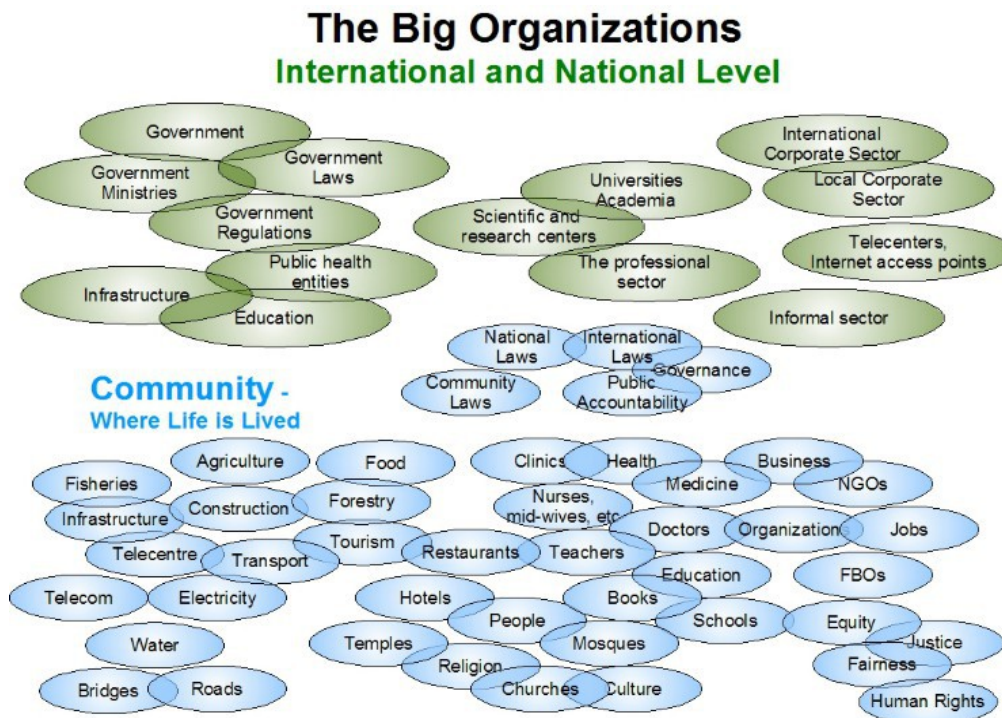 The Big Organizations
International and National Level
Government
Government
Laws
Government
Ministries
Government
Regulations
Public health
entities
Infrastructure
Education
Universities
Academia
Scientific and
research centers
The professional
sector
International
Corporate Sector
Local Corporate
Sector
Telecenters,
Internet access points
Informal sector
National
Laws
International
Laws
Governance
Community
Laws
Public
Accountability
Community -
Where Life is Lived
Agriculture
Food
Fisheries
Construction
Forestry
Infrastructure
Telecentre
Transport
Tourism
Restaurants
Telecom
Electricity
Water
Bridges
Roads
Clinics
Health
Nurses,
mid-wives, etc
Medicine
Business
NGOs
Doctors
Organizations
Jobs
Teachers
Education
FBOs
Hotels
Books
People
Schools
Equity
Temples
Mosques
Justice
Religion
Fairness
Churches
Culture
Human Rights